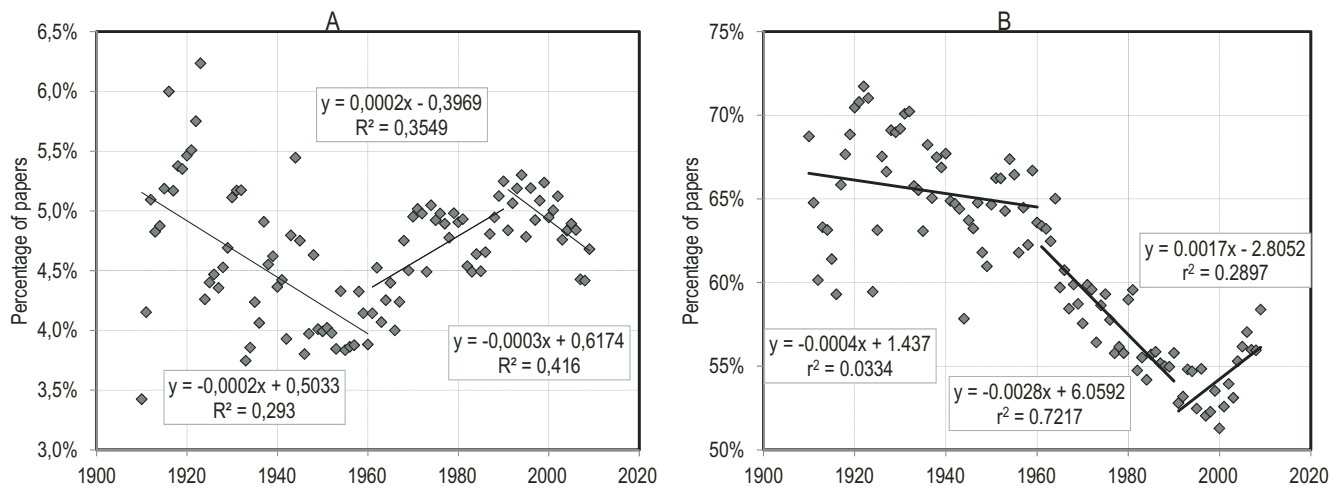 A
Percentage of papers
6,5%
6,0%
5,5%
5,0%
4,5%
4,0%
3,5%
3,0%
y = 0,0002x - 0,3969
R² = 0,3549
y = -0,0003x + 0,6174
R² = 0,416
y = -0,0002x + 0,5033
R² = 0,293
1900 1920 1940 1960 1980 2000 2020
B
Percentage of papers
75%
70%
65%
60%
55%
50%
y = 0.0017x - 2.8052
r² = 0.2897
y = -0.0004x + 1.437
r² = 0.0334
y = -0.0028x + 6.0592
r² = 0.7217
1900 1920 1940 1960 1980 2000 2020